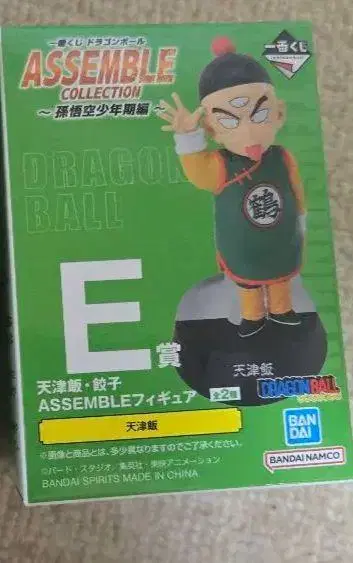 一番くじ ドラゴンボール
ASSEMBLE
COLLECTION
～孫悟空少年期編～
一番くじ
DRAGON
BALL
鶴
E賞
天津飯
天津飯・餃子
ASSEMBLEフィギュア
全2種
DRAGON BALL
天津飯
※画像と商品とは、多少異なりますのでご了承ください。
©バード・スタジオ／集英社・東映アニメーション
BANDAI SPIRITS MADE IN CHINA
BAN
DAI
BANDAI NAMCO